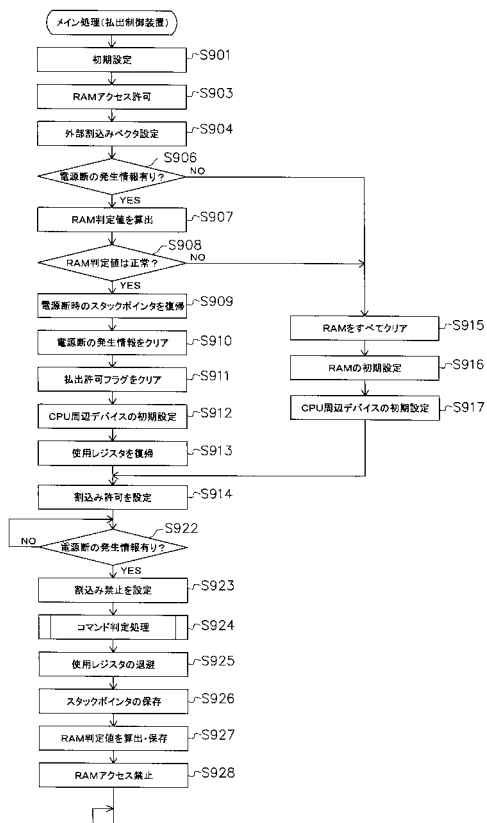 メイン処理(払出制御装置)
初期設定
S901
RAMアクセス許可
S903
外部割込みベクタ設定
S904
S906
電源断の発生情報有り?
NO
YES
RAM判定値を算出
S907
S908
RAM判定値は正常?
NO
YES
電源断時のスタックポインタを復帰
S909
電源断の発生情報をクリア
S910
払出許可フラグをクリア
S911
CPU周辺デバイスの初期設定
S912
使用レジスタを復帰
S913
RAMをすべてクリア
S915
RAMの初期設定
S916
CPU周辺デバイスの初期設定
S917
割込み許可を設定
S914
S922
電源断の発生情報有り?
NO
YES
割込み禁止を設定
S923
コマンド判定処理
S924
使用レジスタの退避
S925
スタックポインタの保存
S926
RAM判定値を算出・保存
S927
RAMアクセス禁止
S928